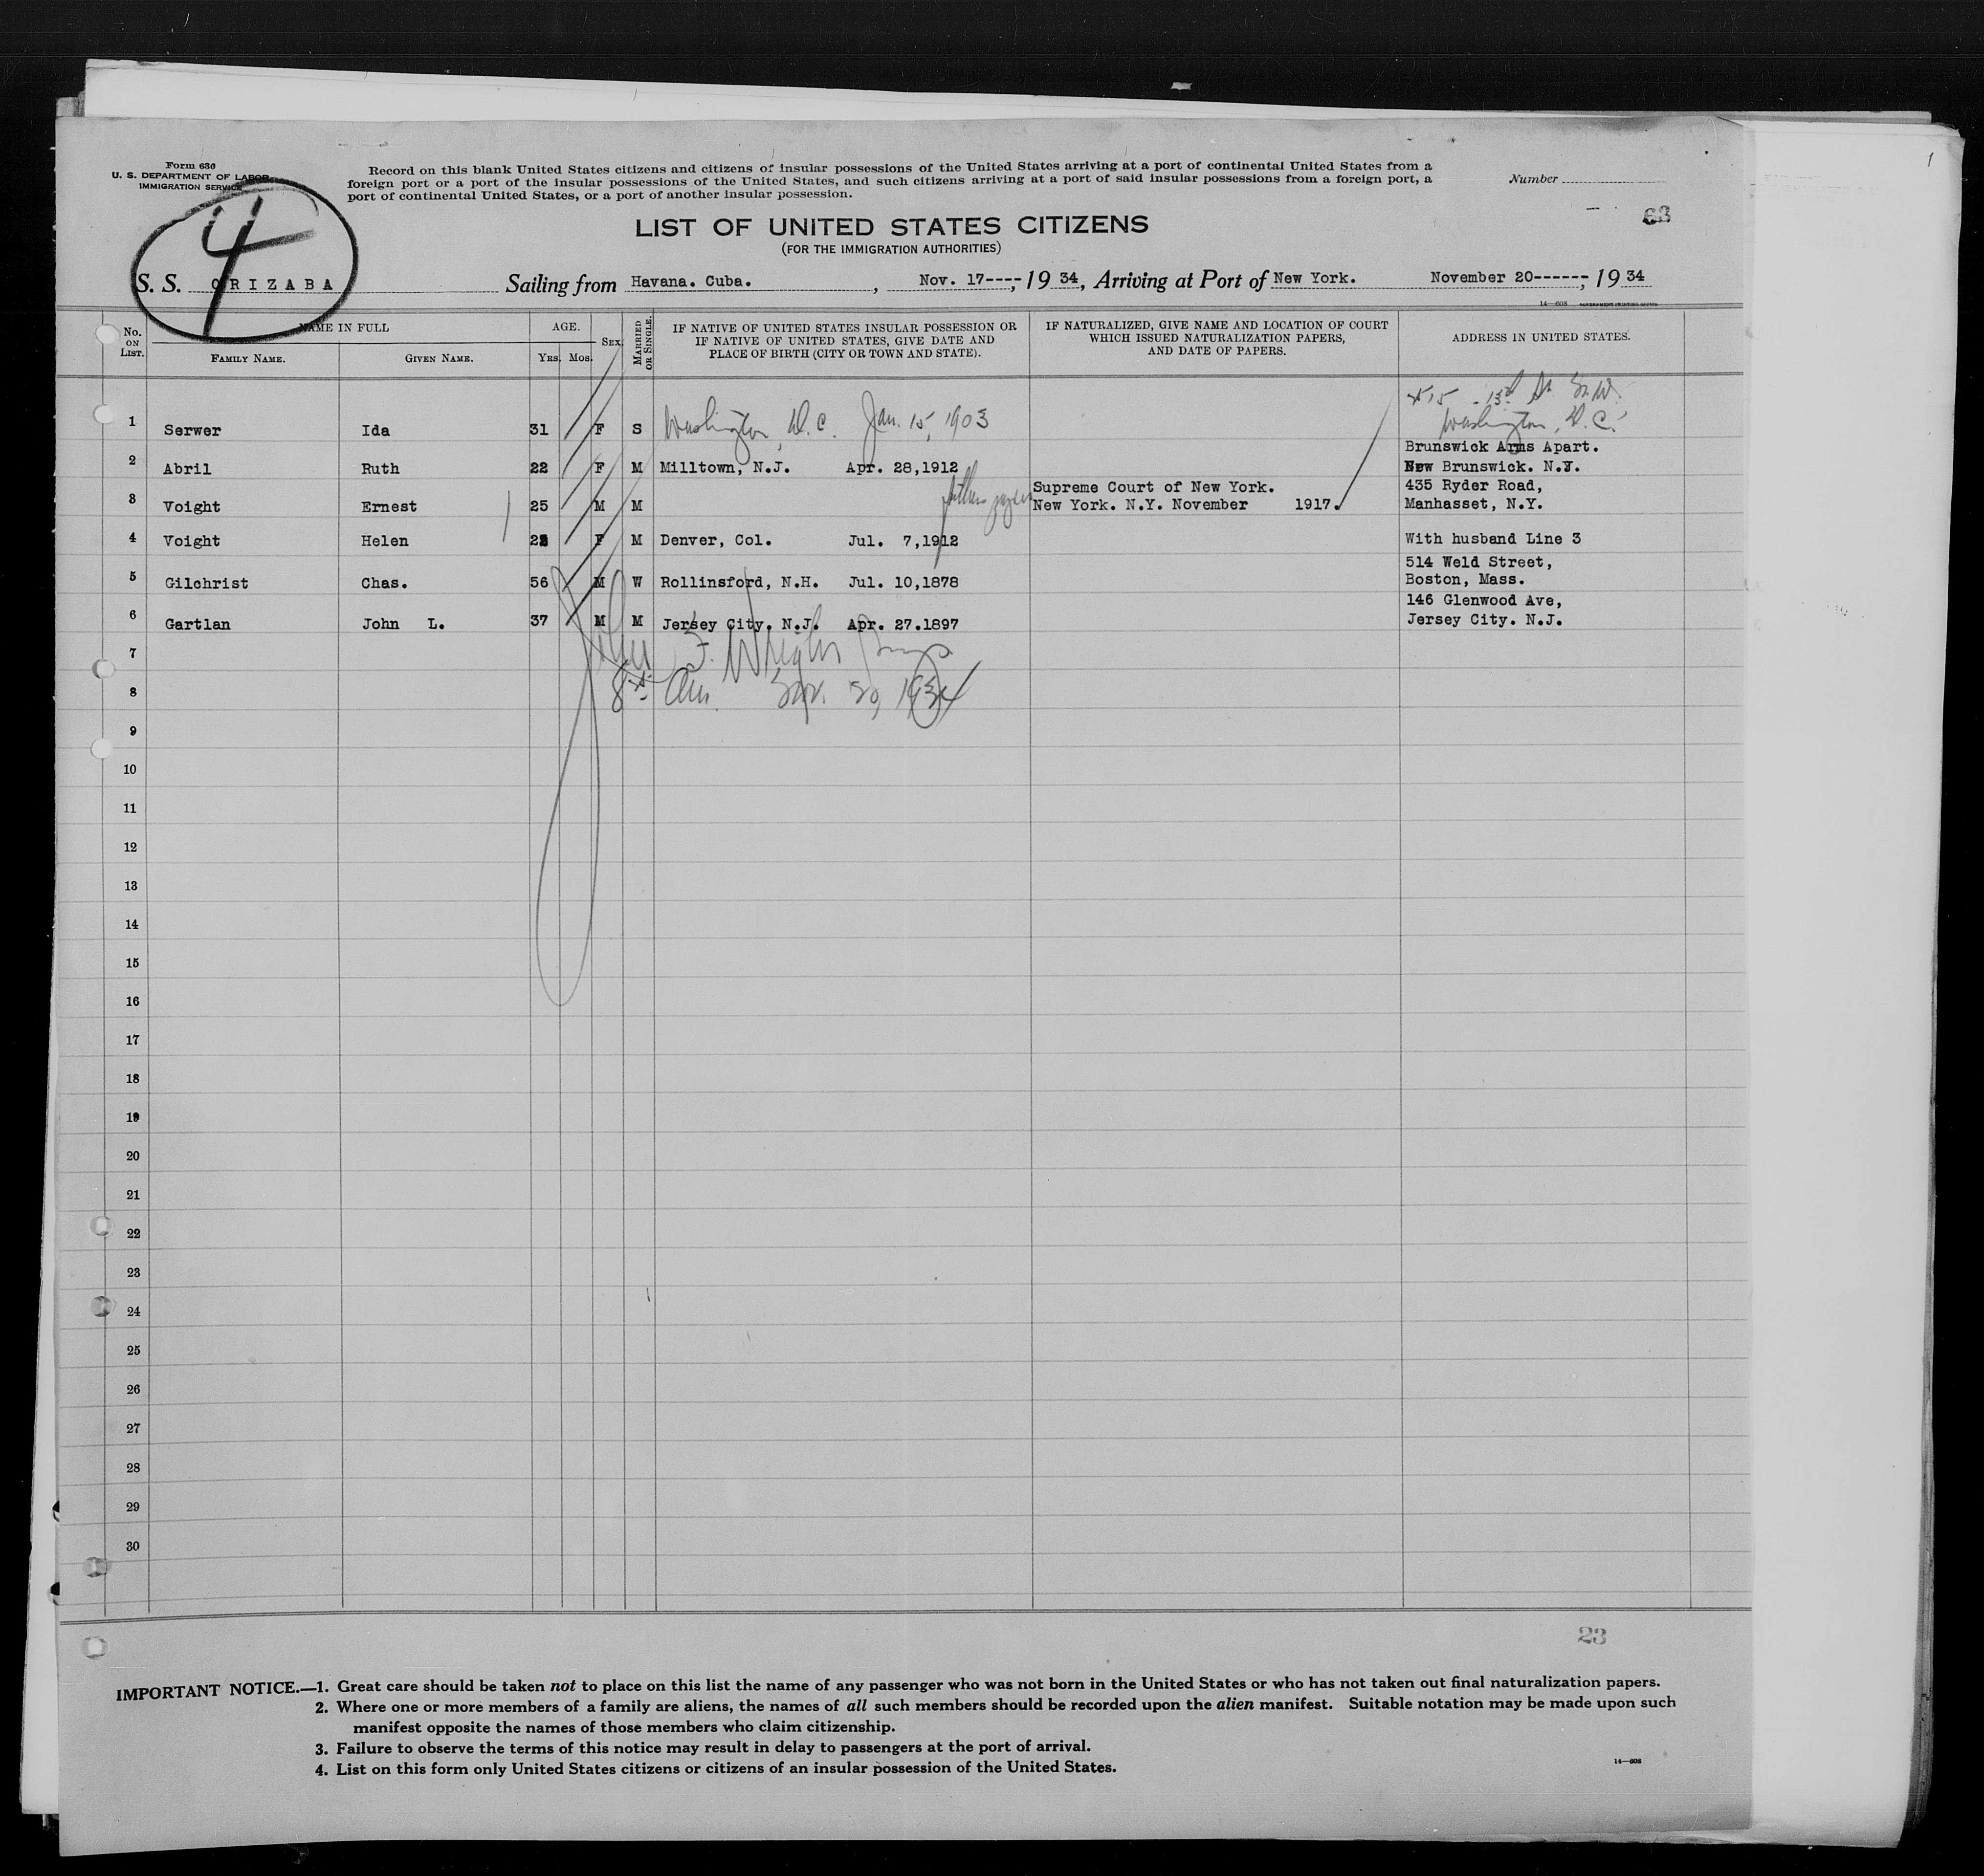 Form 630
U. S. DEPARTMENT OF LABOR
IMMIGRATION SERVICE
4
Record on this blank United States citizens and citizens of insular possessions of the United States arriving at a port of continental United States from a
foreign port or a port of the insular possessions of the United States, and such citizens arriving at a port of said insular possessions from a foreign port, a
port of continental United States, or a port of another insular possession.
Number
63
LIST OF UNITED STATES CITIZENS
(FOR THE IMMIGRATION AUTHORITIES)
S. S. ORIZABA Sailing from Havana. Cuba. , Nov. 17----, 19 34, Arriving at Port of New York. November 20------, 19 34
14—608 GOVERNMENT PRINTING OFFICE
No. ON LIST. NAME IN FULL FAMILY NAME. GIVEN NAME. AGE. YRS. MOS. SEX. MARRIED OR SINGLE.
IF NATIVE OF UNITED STATES INSULAR POSSESSION OR
IF NATIVE OF UNITED STATES, GIVE DATE AND
PLACE OF BIRTH (CITY OR TOWN AND STATE).
IF NATURALIZED, GIVE NAME AND LOCATION OF COURT
WHICH ISSUED NATURALIZATION PAPERS,
AND DATE OF PAPERS.
ADDRESS IN UNITED STATES.
13th St. N.W.
1 Serwer Ida 31 F S Washington, D.C. Jan. 15, 1903 Washington, D.C.
Brunswick Arms Apart.
2 Abril Ruth 22 F M Milltown, N.J. Apr. 28,1912 New Brunswick. N.J.
Supreme Court of New York. 435 Ryder Road,
3 Voight Ernest 25 M M New York. N.Y. November 1917. Manhasset, N.Y.
4 Voight Helen 22 F M Denver, Col. Jul. 7,1912 With husband Line 3
514 Weld Street,
5 Gilchrist Chas. 56 M W Rollinsford, N.H. Jul. 10,1878 Boston, Mass.
146 Glenwood Ave,
6 Gartlan John L. 37 M M Jersey City. N.J. Apr. 27.1897 Jersey City. N.J.
7
8 Nov. 20, 1934
9
10
11
12
13
14
15
16
17
18
19
20
21
22
23
24
25
26
27
28
29
30
23
IMPORTANT NOTICE.—1. Great care should be taken not to place on this list the name of any passenger who was not born in the United States or who has not taken out final naturalization papers.
2. Where one or more members of a family are aliens, the names of all such members should be recorded upon the alien manifest. Suitable notation may be made upon such
manifest opposite the names of those members who claim citizenship.
3. Failure to observe the terms of this notice may result in delay to passengers at the port of arrival.
4. List on this form only United States citizens or citizens of an insular possession of the United States.
14—608
1